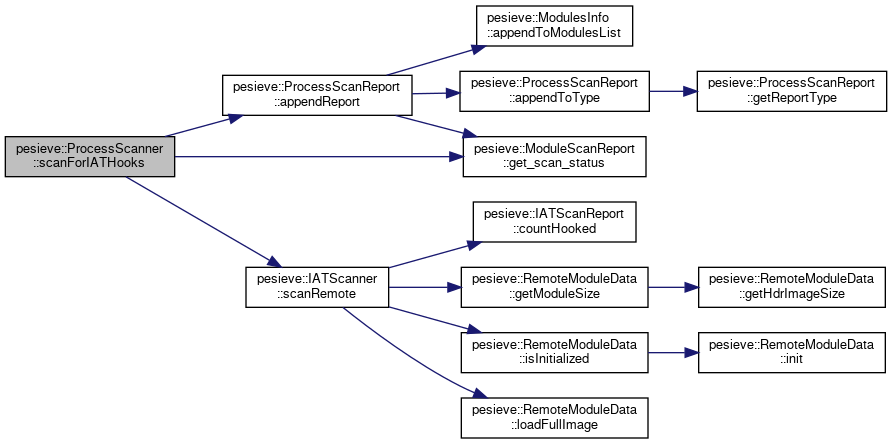 pesieve::ModulesInfo
::appendToModulesList
pesieve::ProcessScanReport
::appendReport
pesieve::ProcessScanReport
::appendToType
pesieve::ProcessScanReport
::getReportType
pesieve::ProcessScanner
::scanForIATHooks
pesieve::ModuleScanReport
::get_scan_status
pesieve::IATScanReport
::countHooked
pesieve::IATScanner
::scanRemote
pesieve::RemoteModuleData
::getModuleSize
pesieve::RemoteModuleData
::getHdrImageSize
pesieve::RemoteModuleData
::isInitialized
pesieve::RemoteModuleData
::init
pesieve::RemoteModuleData
::loadFullImage